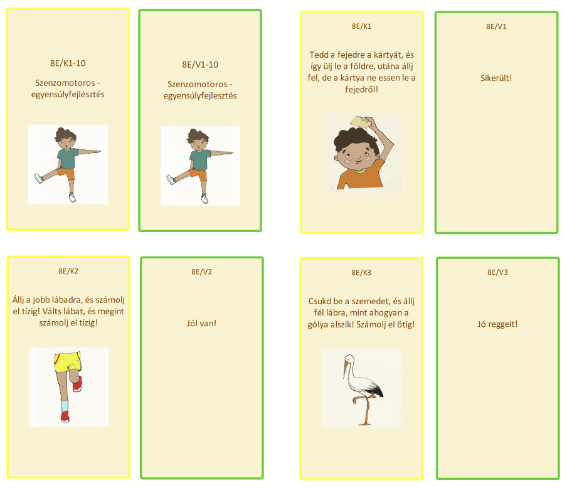 8E/K1-10
Szenzomotoros -
egyensúlyfejlesztés
8E/V1-10
Szenzomotoros -
egyensúlyfejlesztés
8E/K1
Tedd a fejedre a kártyát, és
így ülj le a földre, utána állj
fel, de a kártya ne essen le a
fejedről!
8E/V1
Sikerült!
8E/K2
Állj a jobb lábadra, és számolj
el tízig! Válts lábat, és megint
számolj el tízig!
8E/V2
Jól van!
8E/K3
Csukd be a szemedet, és állj
fél lábra, mint ahogyan a
gólya alszik! Számolj el ötig!
8E/V3
Jó reggelt!